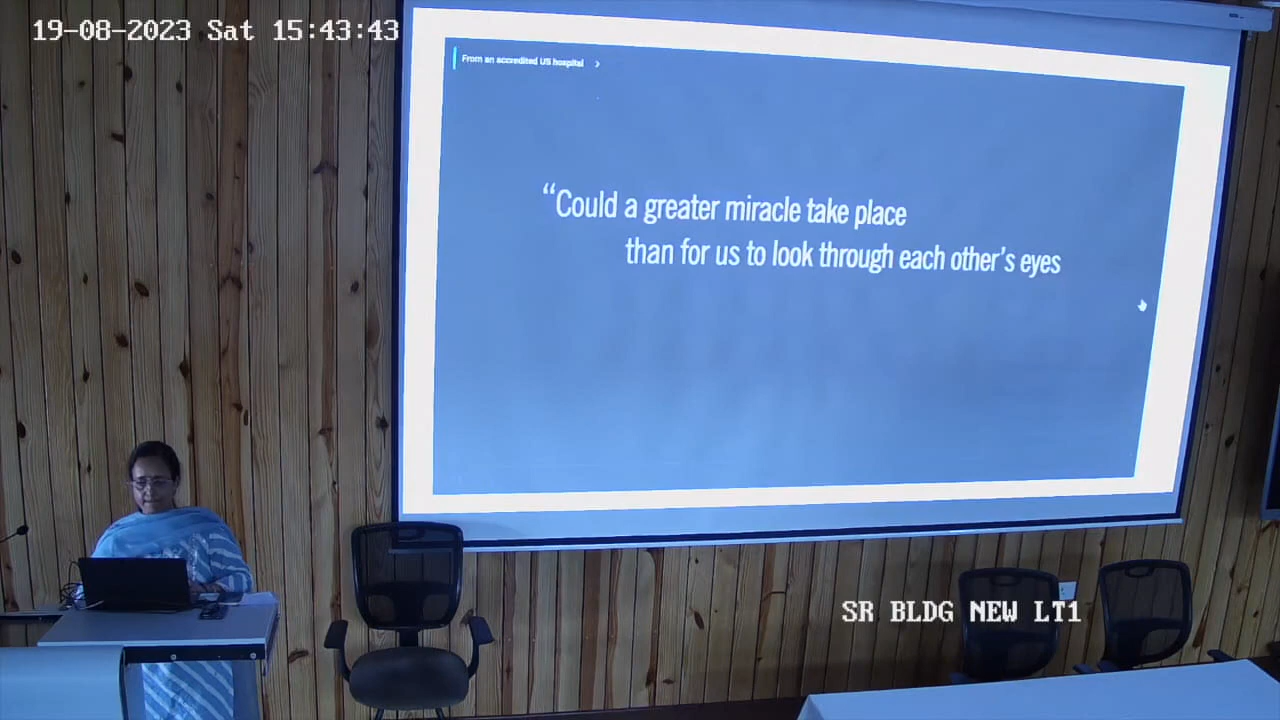 19-08-2023 Sat 15:43:43
From an accredited US hospital
“Could a greater miracle take place
than for us to look through each other’s eyes
SR BLDG NEW LT1